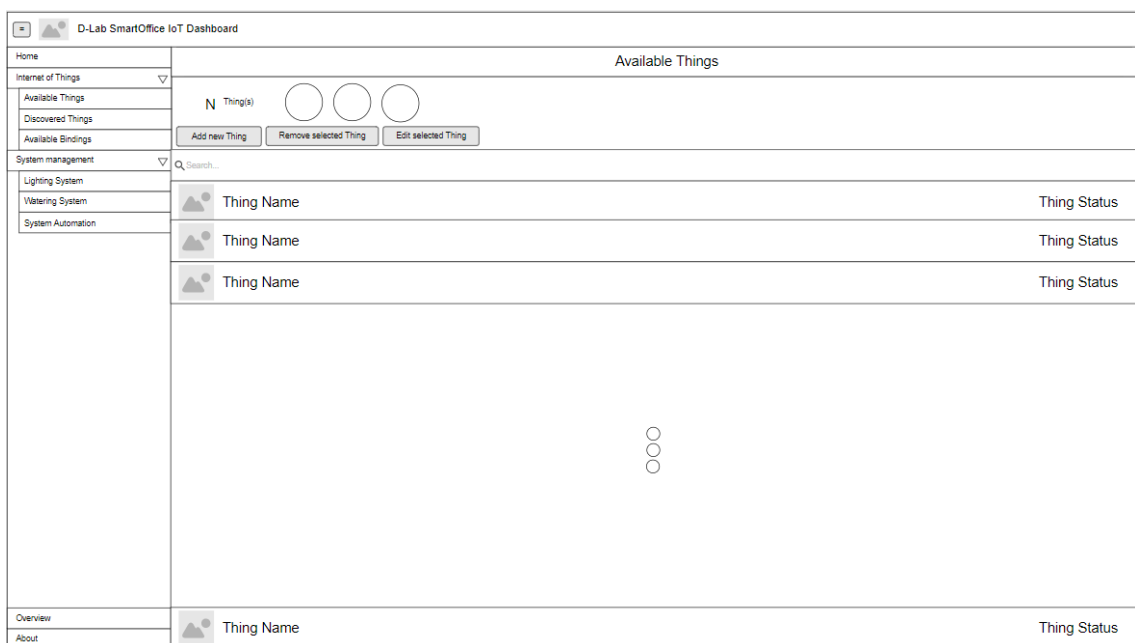 = D-Lab SmartOffice IoT Dashboard
Home
Internet of Things
Available Things
Discovered Things
Available Bindings
System management
Lighting System
Watering System
System Automation
Overview
About
Available Things
N Thing(s)
Add new Thing Remove selected Thing Edit selected Thing
Search...
Thing Name Thing Status
Thing Name Thing Status
Thing Name Thing Status
Thing Name Thing Status